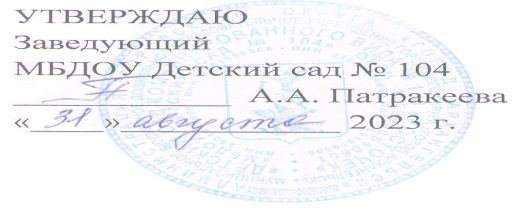 УТВЕРЖДАЮ
Заведующий
МБДОУ Детский сад № 104
А.А. Патракеева
«31» августа 2023 г.